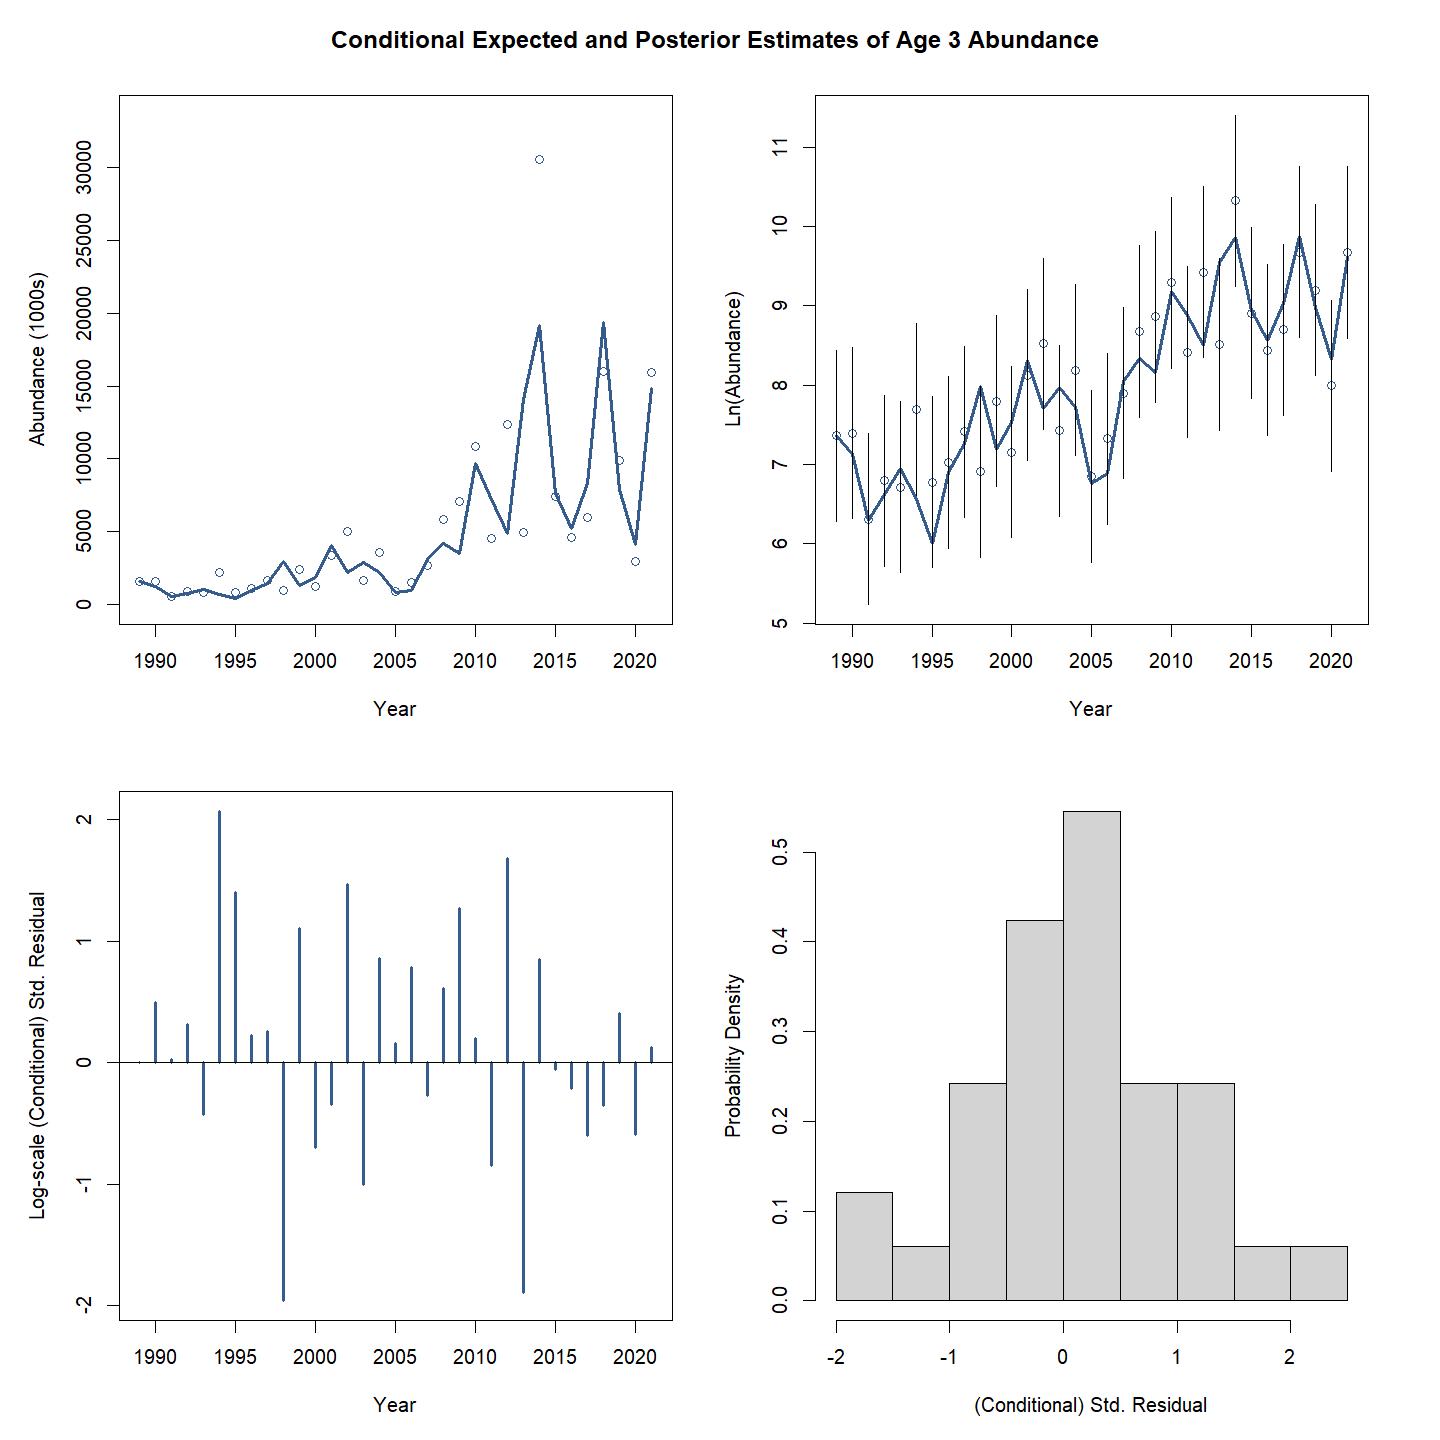 Conditional Expected and Posterior Estimates of Age 3 Abundance
Abundance (1000s)
30000
25000
20000
15000
10000
5000
0
1990 1995 2000 2005 2010 2015 2020
Year
Ln(Abundance)
11
10
9
8
7
6
5
1990 1995 2000 2005 2010 2015 2020
Year
Log-scale (Conditional) Std. Residual
2
1
0
-1
-2
1990 1995 2000 2005 2010 2015 2020
Year
Probability Density
0.5
0.4
0.3
0.2
0.1
0.0
-2 -1 0 1 2
(Conditional) Std. Residual